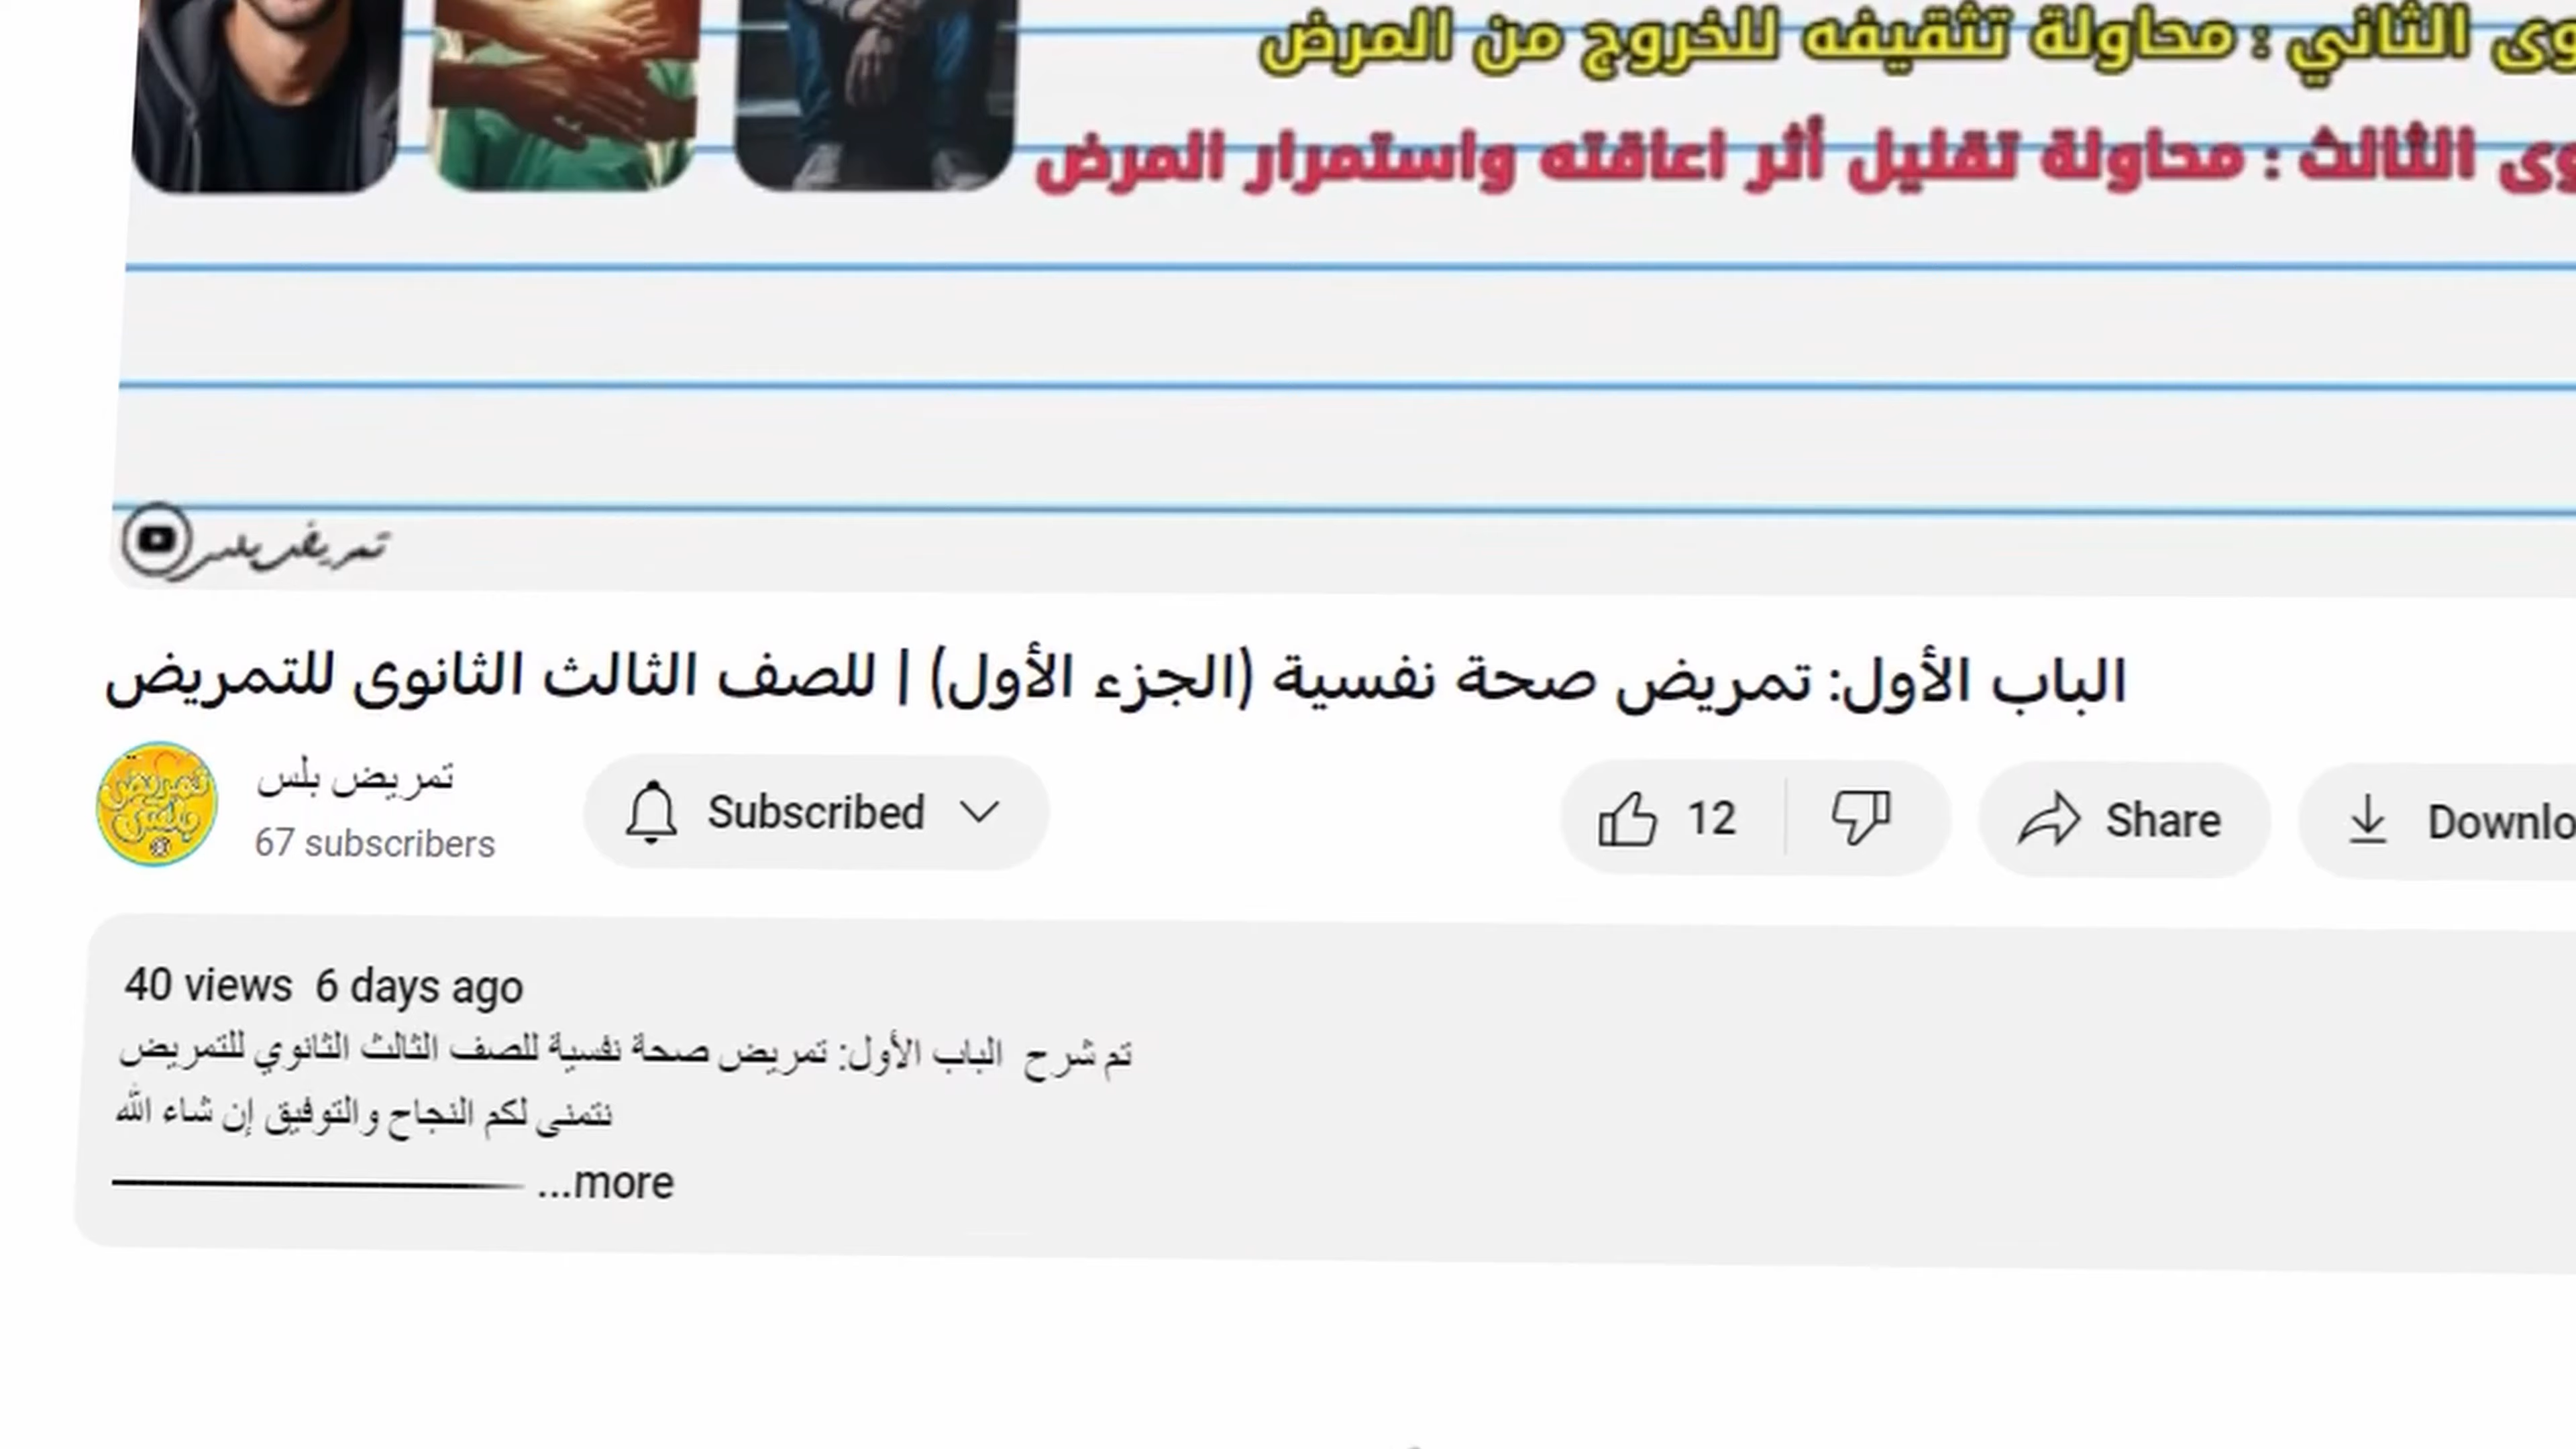 الثاني : محاولة تثقيفه للخروج من المرض
الثالث : محاولة تقليل أثر اعاقته واستمرار المرض
تمريض بلس
الباب الأول: تمريض صحة نفسية (الجزء الأول) | للصف الثالث الثانوى للتمريض
تمريض بلس
تمريض بلس
67 subscribers
Subscribed
12
Share
Downlo
40 views 6 days ago
تم شرح الباب الأول: تمريض صحة نفسية للصف الثالث الثانوي للتمريض
نتمنى لكم النجاح والتوفيق إن شاء الله
...more